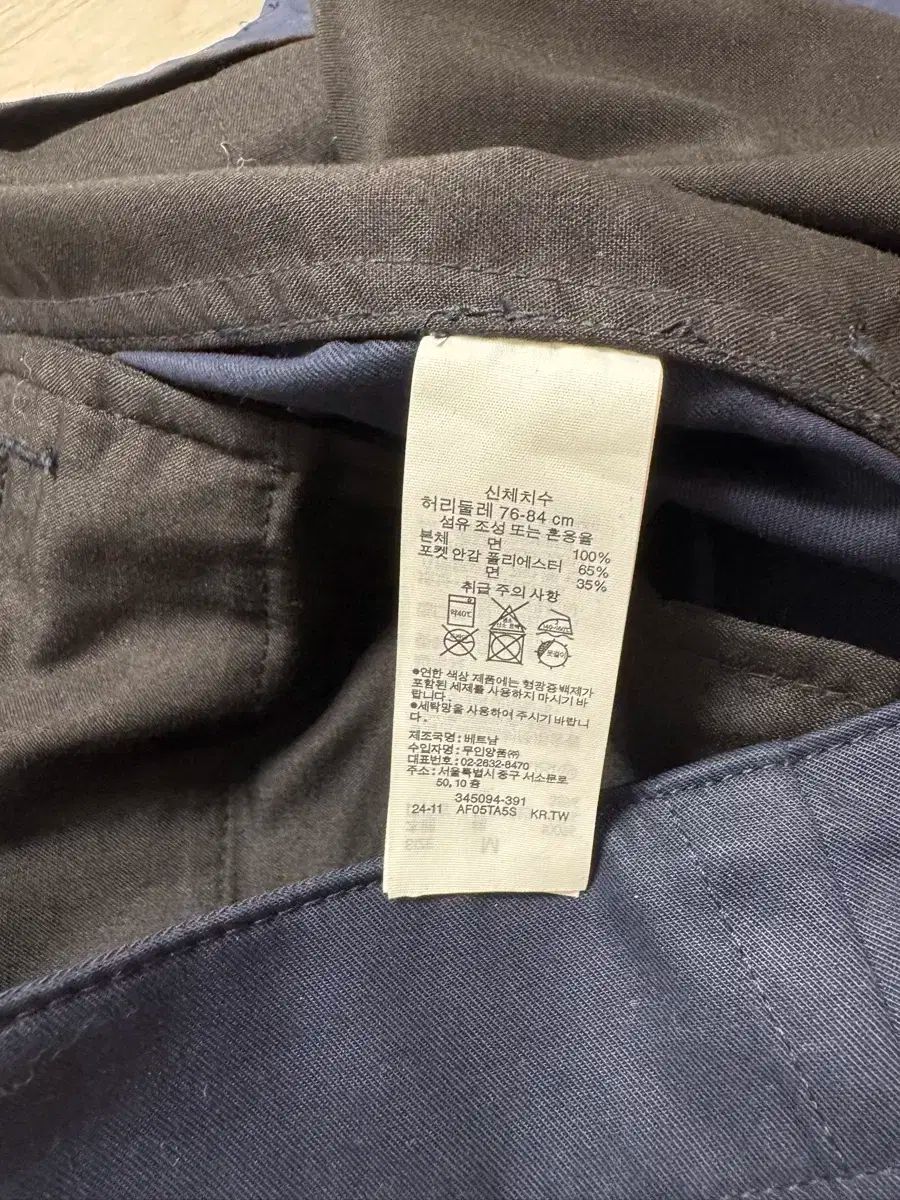 신체치수
허리둘레 76-84 cm
섬유 조성 또는 혼용율
본체 면 100%
포켓 안감 폴리에스터 65%
면 35%
취급 주의 사항
약40℃
●연한 색상 제품에는 형광증백제가
포함된 세제를 사용하지 마시기 바
랍니다.
●세탁망을 사용하여 주시기 바랍니
다.
제조국명 : 베트남
수입자명 : 무인양품㈜
대표번호 : 02-2632-8470
주소 : 서울특별시 중구 서소문로
50, 10 층
345094-391
24-11 AF05TA5S KR.TW
M